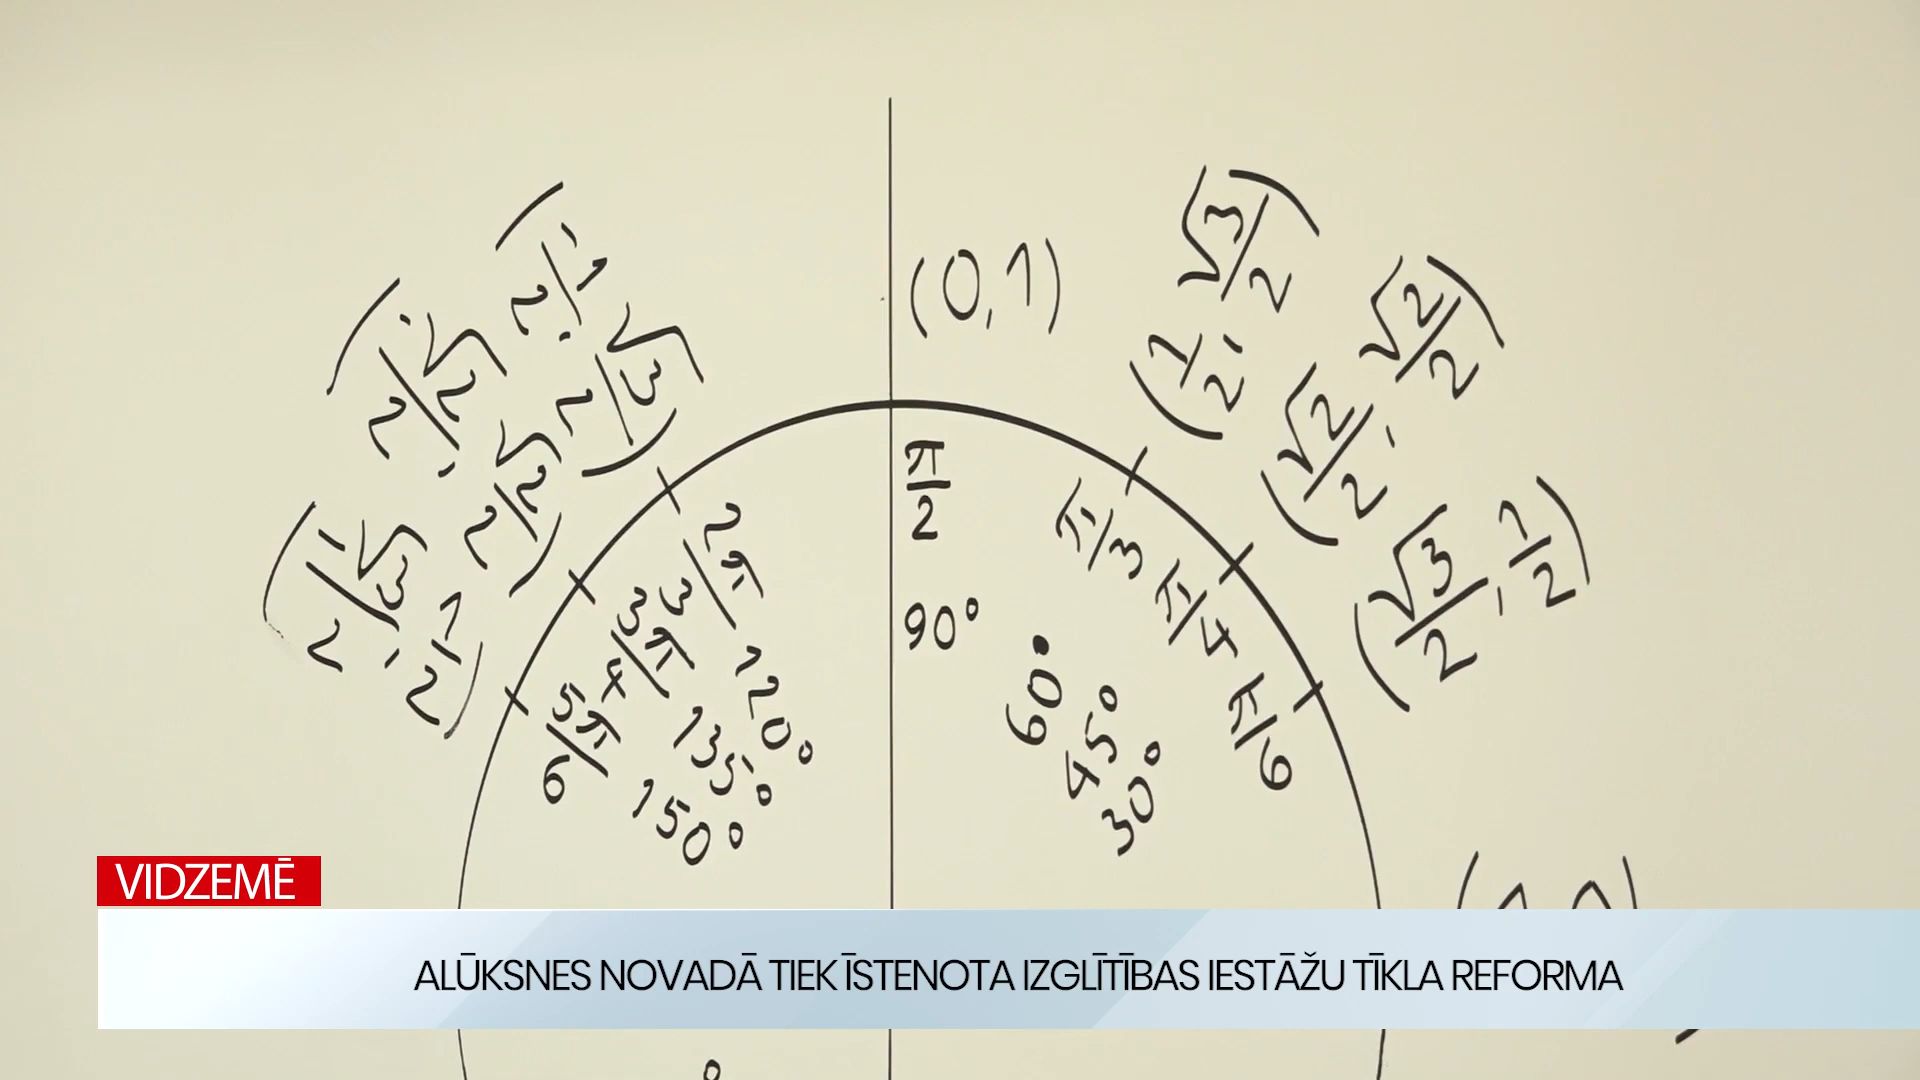 (-1/2, √3/2)
(-√2/2, √2/2)
(-√3/2, 1/2)
(0,1)
(1/2, √3/2)
(√2/2, √2/2)
(√3/2, 1/2)
2π/3 120°
3π/4 135°
5π/6 150°
π/2
90°
π/3
π/4
π/6
60°
45°
30°
VIDZEMĒ
ALŪKSNES NOVADĀ TIEK ĪSTENOTA IZGLĪTĪBAS IESTĀŽU TĪKLA REFORMA